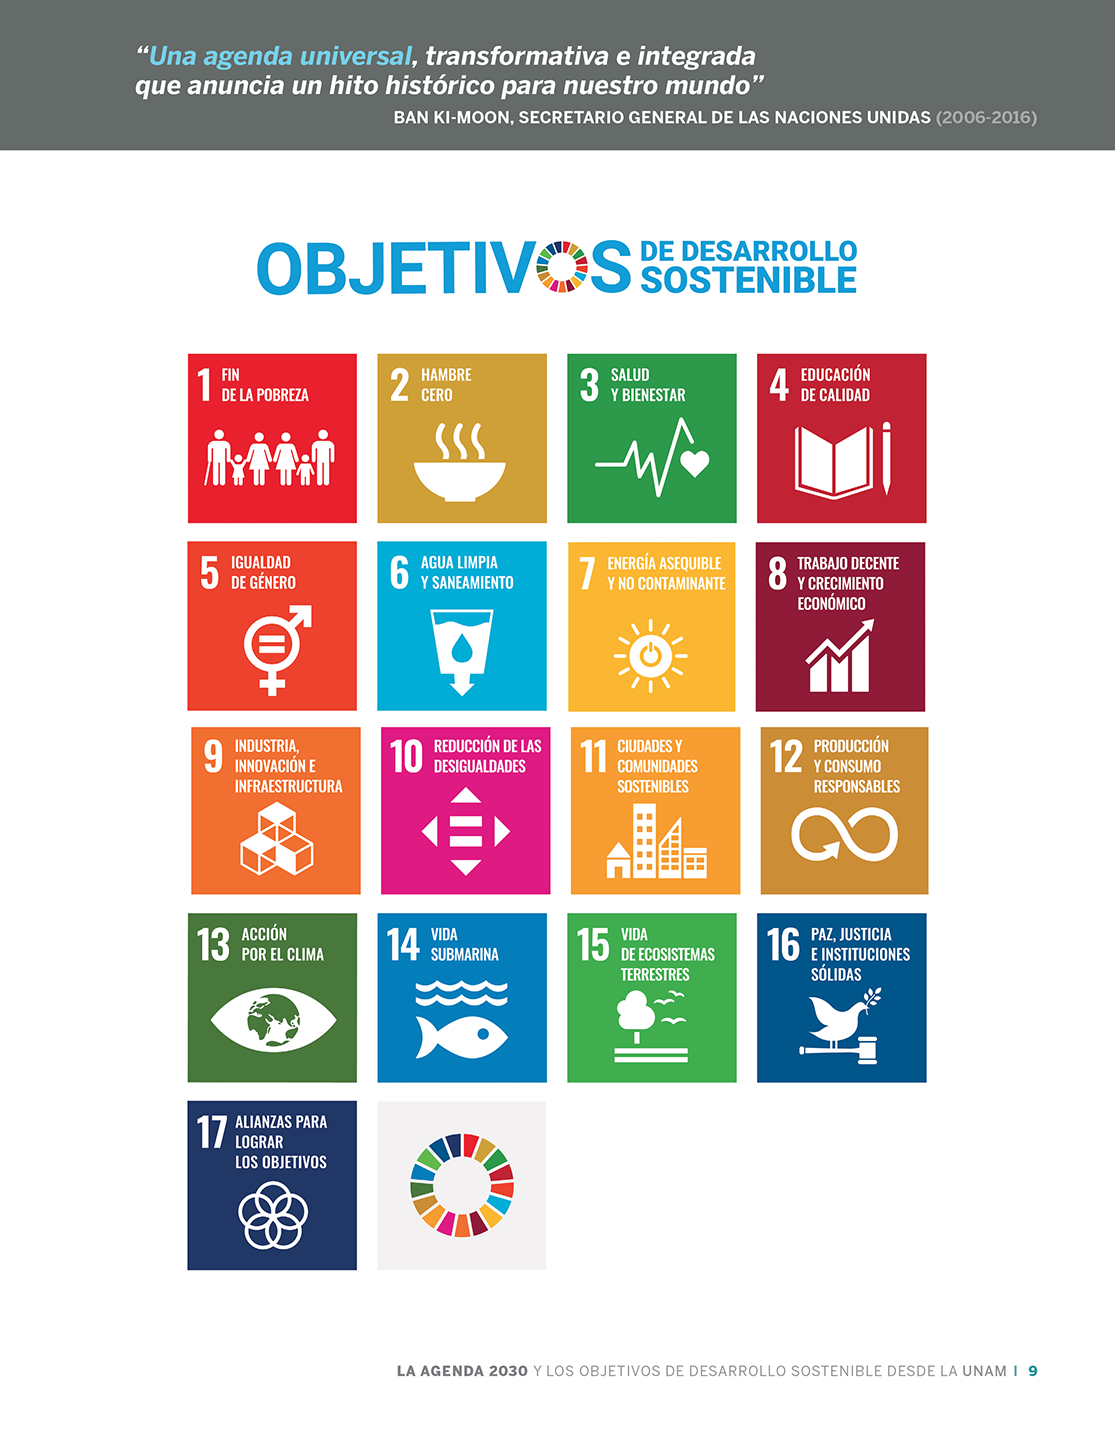 “Una agenda universal, transformativa e integrada
que anuncia un hito histórico para nuestro mundo”
BAN KI-MOON, SECRETARIO GENERAL DE LAS NACIONES UNIDAS (2006-2016)
OBJETIVOS DE DESARROLLO
SOSTENIBLE
1 FIN
DE LA POBREZA
2 HAMBRE
CERO
3 SALUD
Y BIENESTAR
4 EDUCACIÓN
DE CALIDAD
5 IGUALDAD
DE GÉNERO
6 AGUA LIMPIA
Y SANEAMIENTO
7 ENERGÍA ASEQUIBLE
Y NO CONTAMINANTE
8 TRABAJO DECENTE
Y CRECIMIENTO
ECONÓMICO
9 INDUSTRIA,
INNOVACIÓN E
INFRAESTRUCTURA
10 REDUCCIÓN DE LAS
DESIGUALDADES
11 CIUDADES Y
COMUNIDADES
SOSTENIBLES
12 PRODUCCIÓN
Y CONSUMO
RESPONSABLES
13 ACCIÓN
POR EL CLIMA
14 VIDA
SUBMARINA
15 VIDA
DE ECOSISTEMAS
TERRESTRES
16 PAZ, JUSTICIA
E INSTITUCIONES
SÓLIDAS
17 ALIANZAS PARA
LOGRAR
LOS OBJETIVOS
LA AGENDA 2030 Y LOS OBJETIVOS DE DESARROLLO SOSTENIBLE DESDE LA UNAM | 9